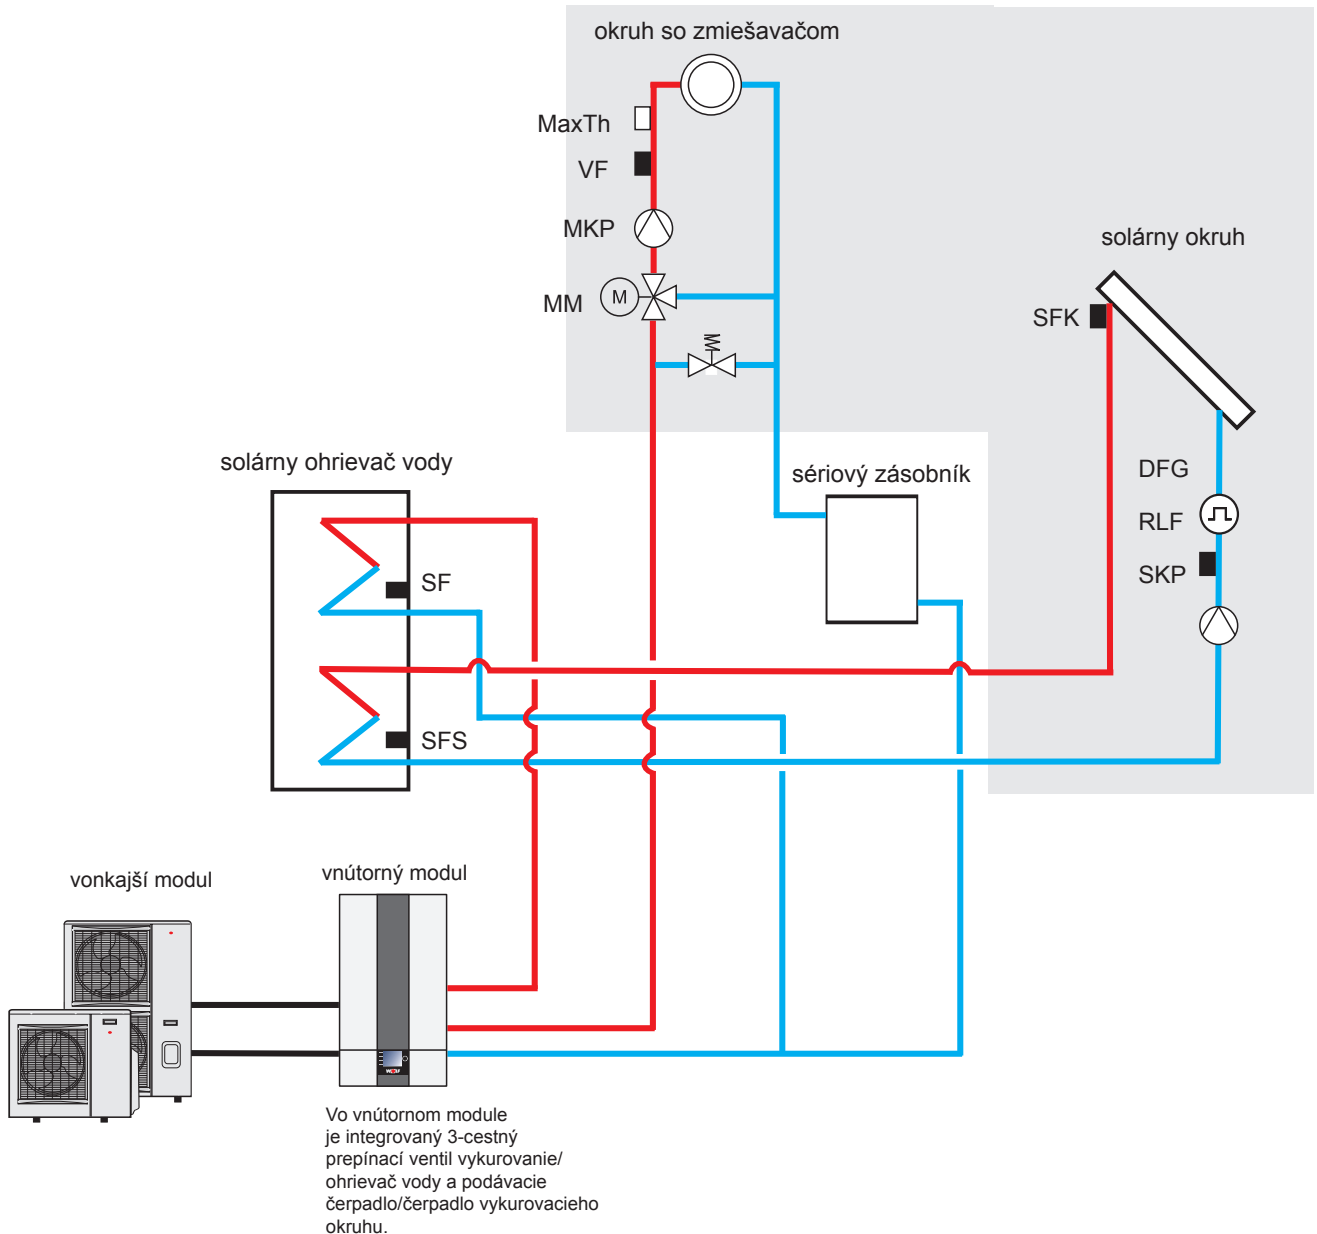 okruh so zmiešavačom
MaxTh
VF
MKP
MM
M
solárny okruh
SFK
DFG
RLF
SKP
solárny ohrievač vody
SF
SFS
sériový zásobník
vonkajší modul
vnútorný modul
WOLF
Vo vnútornom module
je integrovaný 3-cestný
prepínací ventil vykurovanie/
ohrievač vody a podávacie
čerpadlo/čerpadlo vykurovacieho
okruhu.